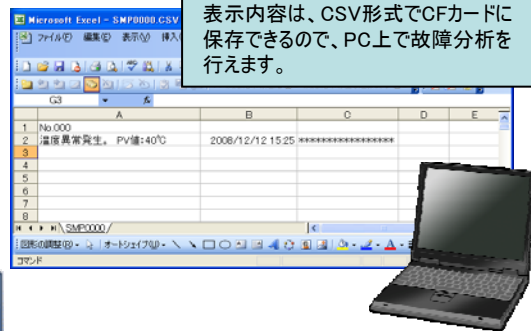 Microsoft Excel - SMP0000.CSV
表示内容は、CSV形式でCFカードに
保存できるので、PC上で故障分析を
行えます。
ファイル(F) 編集(E) 表示(V)
G3 fx
A B C D E
1 No.000
2 温度異常発生。 PV値:40℃ 2008/12/12 15:25 *****************
3
4
5
6
7
8
SMP0000
図形の調整(R) オートシェイプ(U)
コマンド